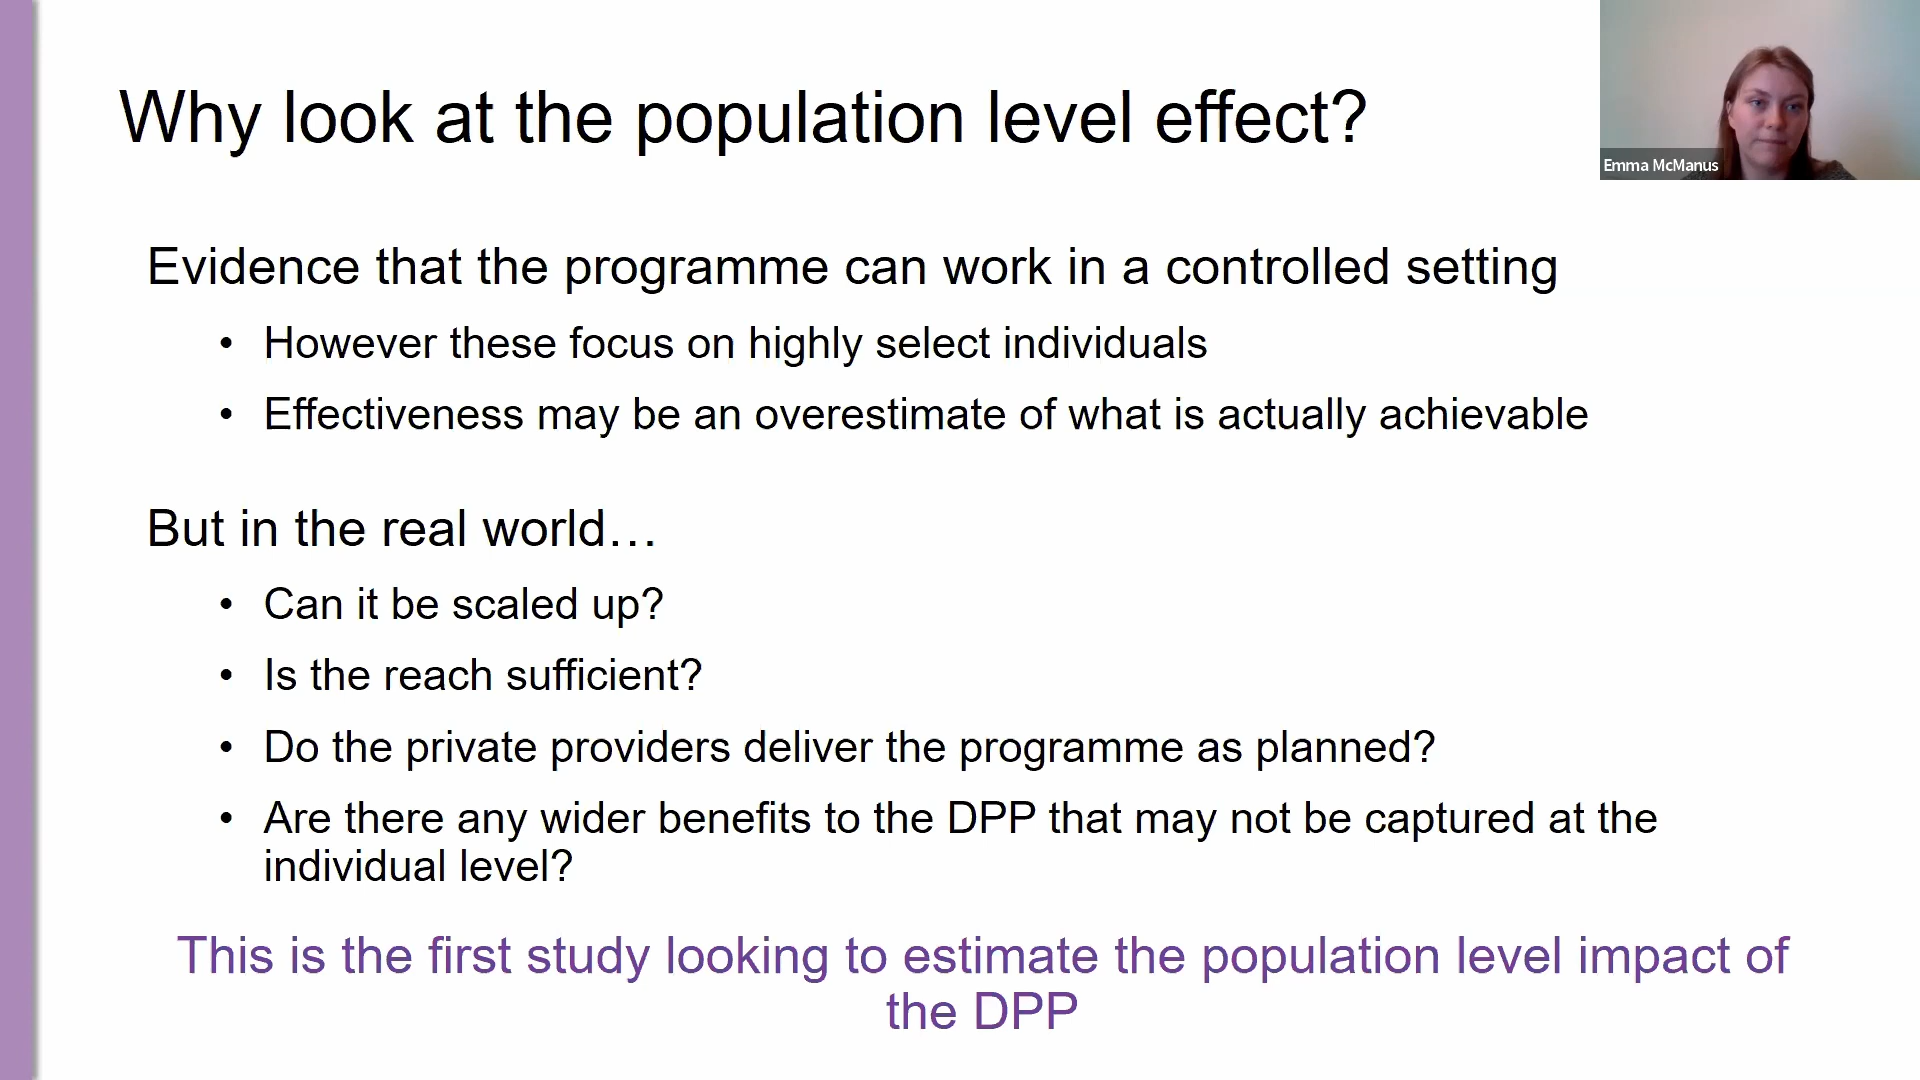 Why look at the population level effect?
Emma McManus
Evidence that the programme can work in a controlled setting
• However these focus on highly select individuals
• Effectiveness may be an overestimate of what is actually achievable
But in the real world…
• Can it be scaled up?
• Is the reach sufficient?
• Do the private providers deliver the programme as planned?
• Are there any wider benefits to the DPP that may not be captured at the
individual level?
This is the first study looking to estimate the population level impact of
the DPP